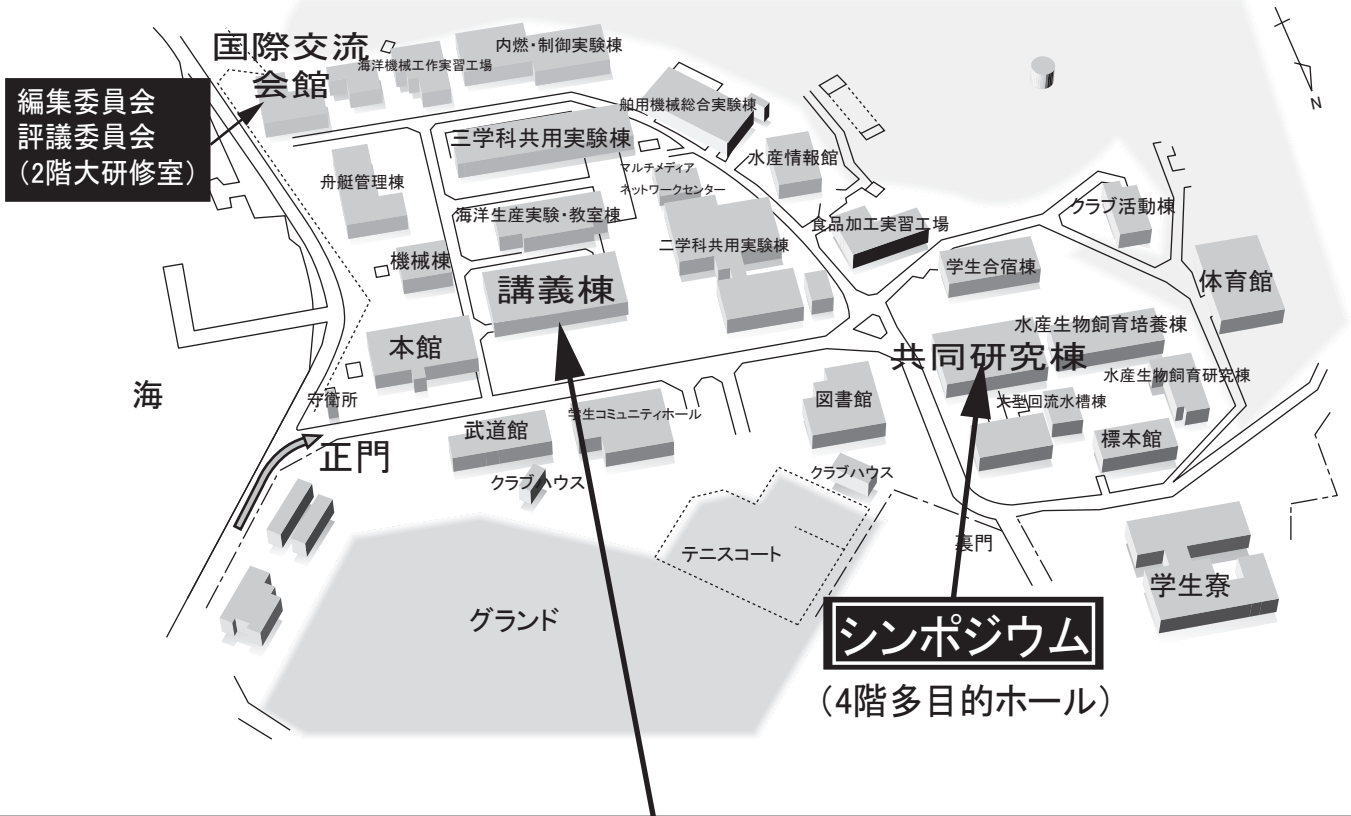 国際交流
会館
編集委員会
評議委員会
(2階大研修室)
海洋機械工作実習工場
内燃・制御実験棟
舶用機械総合実験棟
三学科共用実験棟
マルチメディア
ネットワークセンター
水産情報館
舟艇管理棟
海洋生産実験・教室棟
二学科共用実験棟
食品加工実習工場
クラブ活動棟
機械棟
講義棟
学生合宿棟
体育館
本館
水産生物飼育培養棟
共同研究棟
水産生物飼育研究棟
海
守衛所
学生コミュニティホール
図書館
大型回流水槽棟
標本館
正門
武道館
クラブハウス
クラブハウス
テニスコート
裏門
グランド
学生寮
シンポジウム
(4階多目的ホール)
N